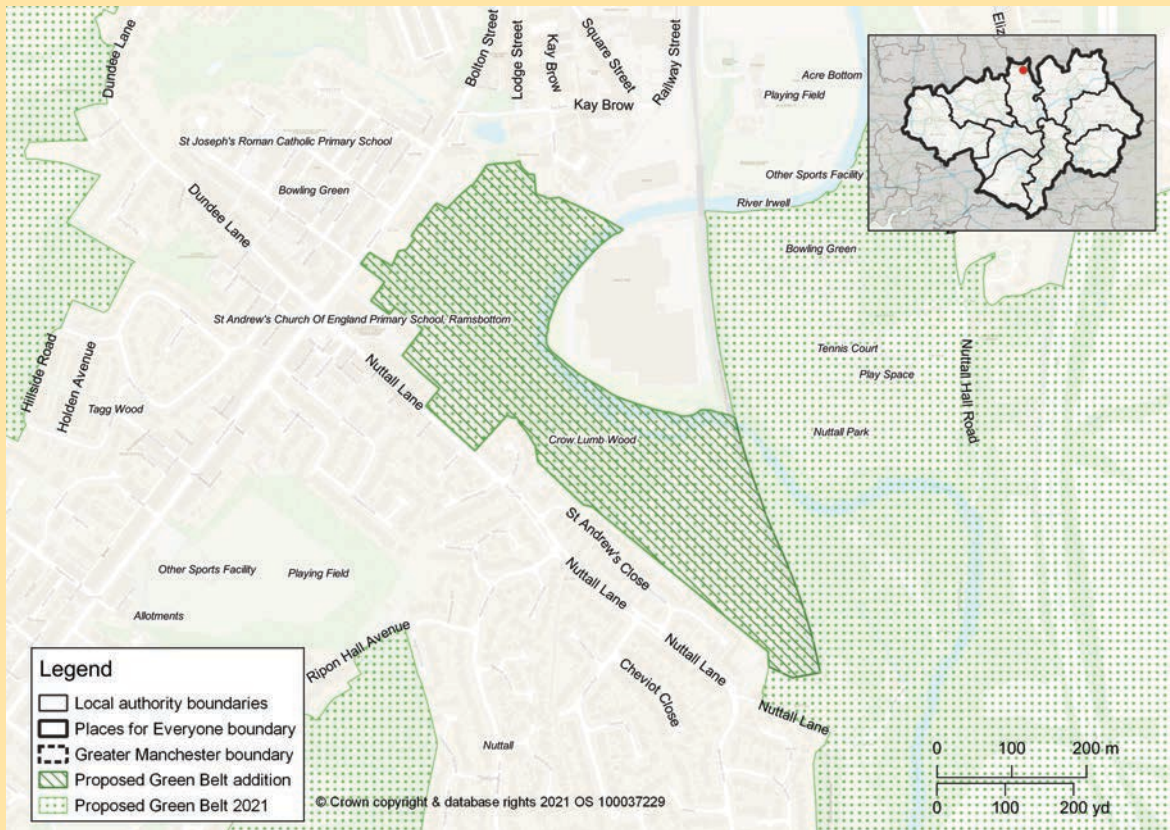 Dundee Lane
Bolton Street
Lodge Street
Kay
Brow
Square Street
Railway Street
Eliz
Acre Bottom
Playing Field
Kay Brow
St Joseph's Roman Catholic Primary School
Bowling Green
Other Sports Facility
River Irwell
Dundee Lane
Bowling Green
St Andrew's Church Of England Primary School, Ramsbottom
Tennis Court
Play Space
Nuttall Hall Road
Hillside Road
Holden Avenue
Nuttall Lane
Tagg Wood
Nuttall Park
Crow Lumb Wood
St Andrew's Close
Other Sports Facility
Playing Field
Nuttall Lane
Allotments
Ripon Hall Avenue
Nuttall Lane
Cheviot Close
Nuttall Lane
Nuttall
Legend
Local authority boundaries
Places for Everyone boundary
Greater Manchester boundary
Proposed Green Belt addition
Proposed Green Belt 2021
© Crown copyright & database rights 2021 OS 100037229
0 100 200 m
0 100 200 yd